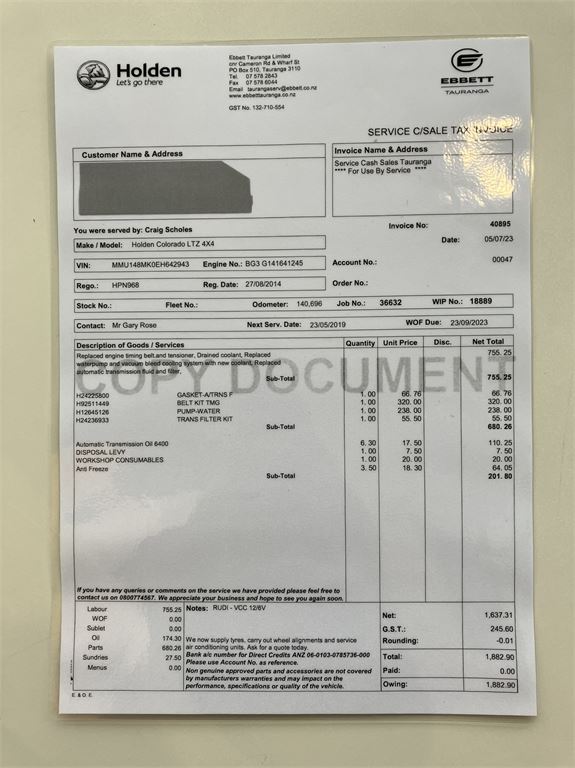 Holden
Let's go there
Ebbett Tauranga Limited
cnr Cameron Rd & Wharf St
PO Box 510, Tauranga 3110
Tel. 07 578 2843
Fax 07 578 6044
Email taurangaserv@ebbett.co.nz
www.ebbetttauranga.co.nz
GST No. 132-710-554
EBBETT
TAURANGA
SERVICE C/SALE TAX INVOICE
Customer Name & Address
Invoice Name & Address
Service Cash Sales Tauranga
**** For Use By Service ****
You were served by: Craig Scholes
Invoice No: 40895
Make / Model: Holden Colorado LTZ 4X4
Date: 05/07/23
VIN: MMU148MK0EH642943 Engine No.: BG3 G141641245
Account No.: 00047
Rego.: HPN968 Reg. Date: 27/08/2014
Order No.:
Stock No.: Fleet No.: Odometer: 140,696 Job No.: 36632 WIP No.: 18889
Contact: Mr Gary Rose Next Serv. Date: 23/05/2019 WOF Due: 23/09/2023
Description of Goods / Services Quantity Unit Price Disc. Net Total
Replaced engine timing belt and tensioner, Drained coolant, Replaced 755.25
waterpump and vacuum bleed cooling system with new coolant, Replaced
automatic transmission fluid and filter,
Sub-Total 755.25
COPY DOCUMENT
H24225800 GASKET-A/TRNS F 1.00 66.76 66.76
H92511449 BELT KIT TMG 1.00 320.00 320.00
H12645126 PUMP-WATER 1.00 238.00 238.00
H24236933 TRANS FILTER KIT 1.00 55.50 55.50
Sub-Total 680.26
Automatic Transmission Oil 6400 6.30 17.50 110.25
DISPOSAL LEVY 1.00 7.50 7.50
WORKSHOP CONSUMABLES 1.00 20.00 20.00
Anti Freeze 3.50 18.30 64.05
Sub-Total 201.80
If you have any queries or comments on the service we have provided please feel free to
contact us on 0800774567. We appreciate your business and hope to see you again soon.
Labour 755.25
WOF 0.00
Sublet 0.00
Oil 174.30
Parts 680.26
Sundries 27.50
Menus 0.00
Notes: RUDI - VCC 12/6V
We now supply tyres, carry out wheel alignments and service
air conditioning units. Ask for a quote today.
Bank a/c number for Direct Credits ANZ 06-0103-0785736-000
Please use Account No. as reference.
Non genuine approved parts and accessories are not covered
by manufacturers warranties and may impact on the
performance, specifications or quality of the vehicle.
Net: 1,637.31
G.S.T.: 245.60
Rounding: -0.01
Total: 1,882.90
Paid: 0.00
Owing: 1,882.90
E. & O. E.